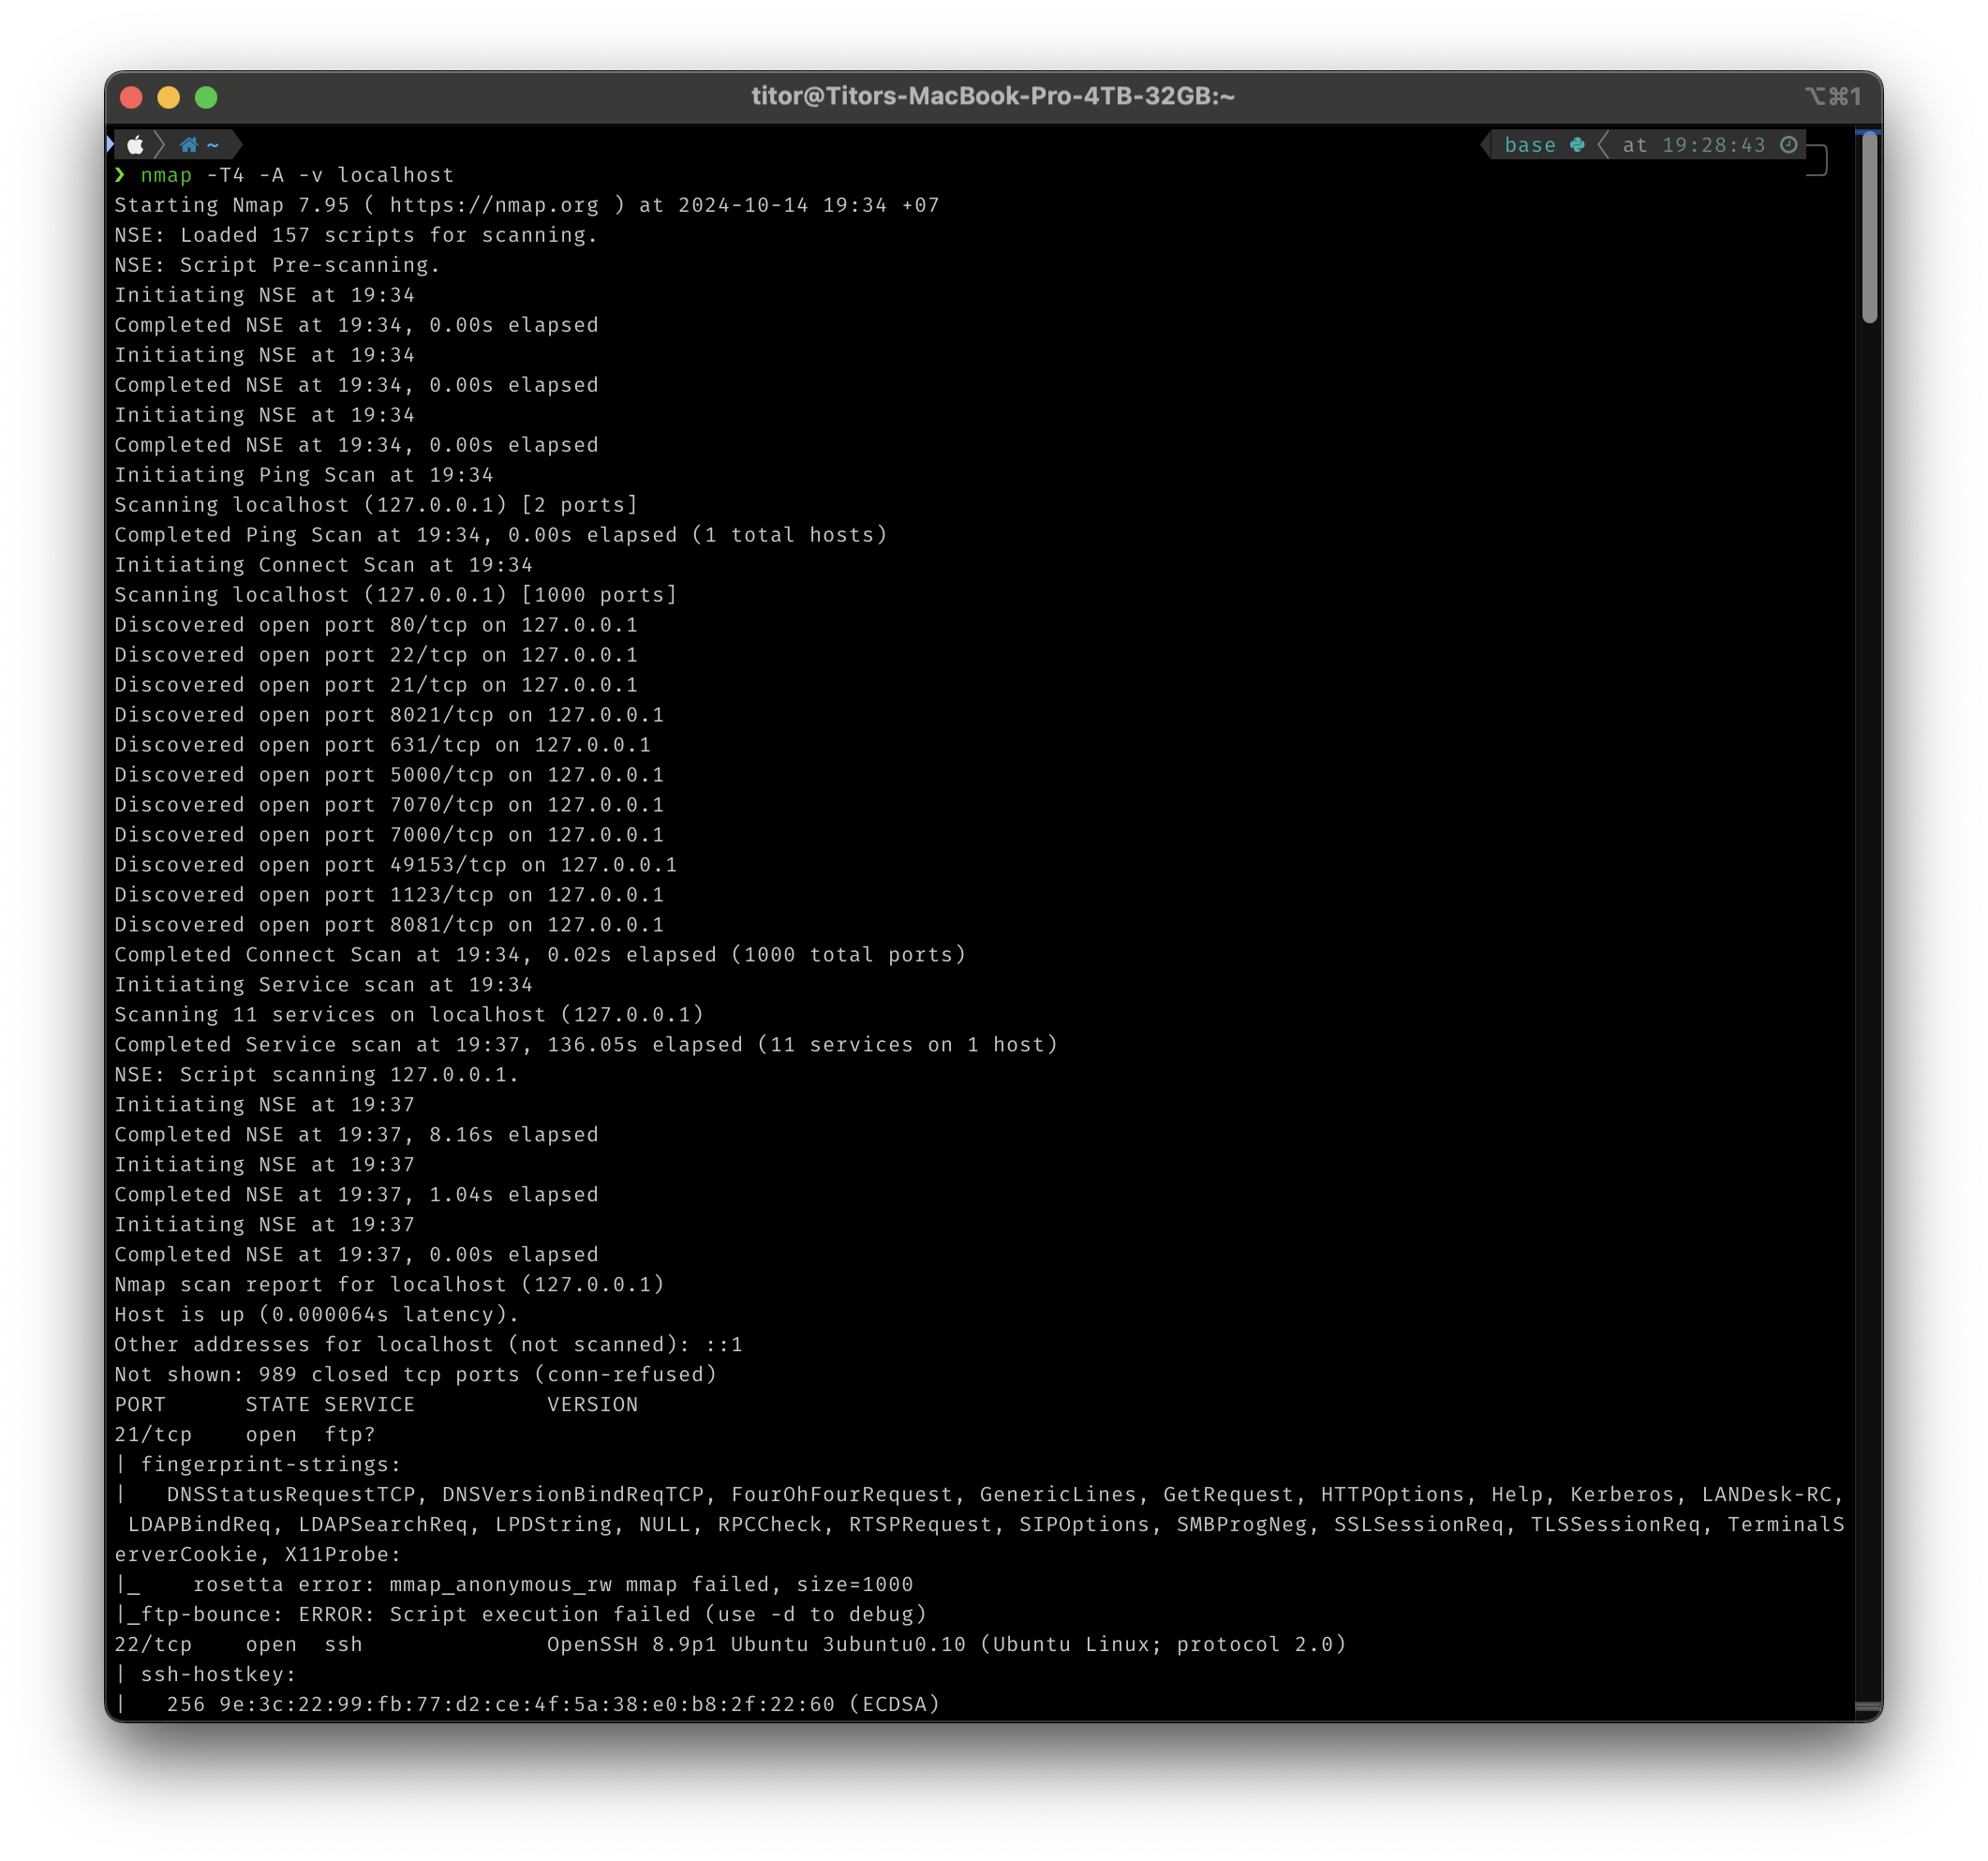 titor@Titors-MacBook-Pro-4TB-32GB:~ ⌥⌘1
~ base at 19:28:43
❯ nmap -T4 -A -v localhost
Starting Nmap 7.95 ( https://nmap.org ) at 2024-10-14 19:34 +07
NSE: Loaded 157 scripts for scanning.
NSE: Script Pre-scanning.
Initiating NSE at 19:34
Completed NSE at 19:34, 0.00s elapsed
Initiating NSE at 19:34
Completed NSE at 19:34, 0.00s elapsed
Initiating NSE at 19:34
Completed NSE at 19:34, 0.00s elapsed
Initiating Ping Scan at 19:34
Scanning localhost (127.0.0.1) [2 ports]
Completed Ping Scan at 19:34, 0.00s elapsed (1 total hosts)
Initiating Connect Scan at 19:34
Scanning localhost (127.0.0.1) [1000 ports]
Discovered open port 80/tcp on 127.0.0.1
Discovered open port 22/tcp on 127.0.0.1
Discovered open port 21/tcp on 127.0.0.1
Discovered open port 8021/tcp on 127.0.0.1
Discovered open port 631/tcp on 127.0.0.1
Discovered open port 5000/tcp on 127.0.0.1
Discovered open port 7070/tcp on 127.0.0.1
Discovered open port 7000/tcp on 127.0.0.1
Discovered open port 49153/tcp on 127.0.0.1
Discovered open port 1123/tcp on 127.0.0.1
Discovered open port 8081/tcp on 127.0.0.1
Completed Connect Scan at 19:34, 0.02s elapsed (1000 total ports)
Initiating Service scan at 19:34
Scanning 11 services on localhost (127.0.0.1)
Completed Service scan at 19:37, 136.05s elapsed (11 services on 1 host)
NSE: Script scanning 127.0.0.1.
Initiating NSE at 19:37
Completed NSE at 19:37, 8.16s elapsed
Initiating NSE at 19:37
Completed NSE at 19:37, 1.04s elapsed
Initiating NSE at 19:37
Completed NSE at 19:37, 0.00s elapsed
Nmap scan report for localhost (127.0.0.1)
Host is up (0.000064s latency).
Other addresses for localhost (not scanned): ::1
Not shown: 989 closed tcp ports (conn-refused)
PORT      STATE SERVICE          VERSION
21/tcp    open  ftp?
| fingerprint-strings:
|   DNSStatusRequestTCP, DNSVersionBindReqTCP, FourOhFourRequest, GenericLines, GetRequest, HTTPOptions, Help, Kerberos, LANDesk-RC,
 LDAPBindReq, LDAPSearchReq, LPDString, NULL, RPCCheck, RTSPRequest, SIPOptions, SMBProgNeg, SSLSessionReq, TLSSessionReq, TerminalS
erverCookie, X11Probe:
|_    rosetta error: mmap_anonymous_rw mmap failed, size=1000
|_ftp-bounce: ERROR: Script execution failed (use -d to debug)
22/tcp    open  ssh              OpenSSH 8.9p1 Ubuntu 3ubuntu0.10 (Ubuntu Linux; protocol 2.0)
| ssh-hostkey:
|   256 9e:3c:22:99:fb:77:d2:ce:4f:5a:38:e0:b8:2f:22:60 (ECDSA)